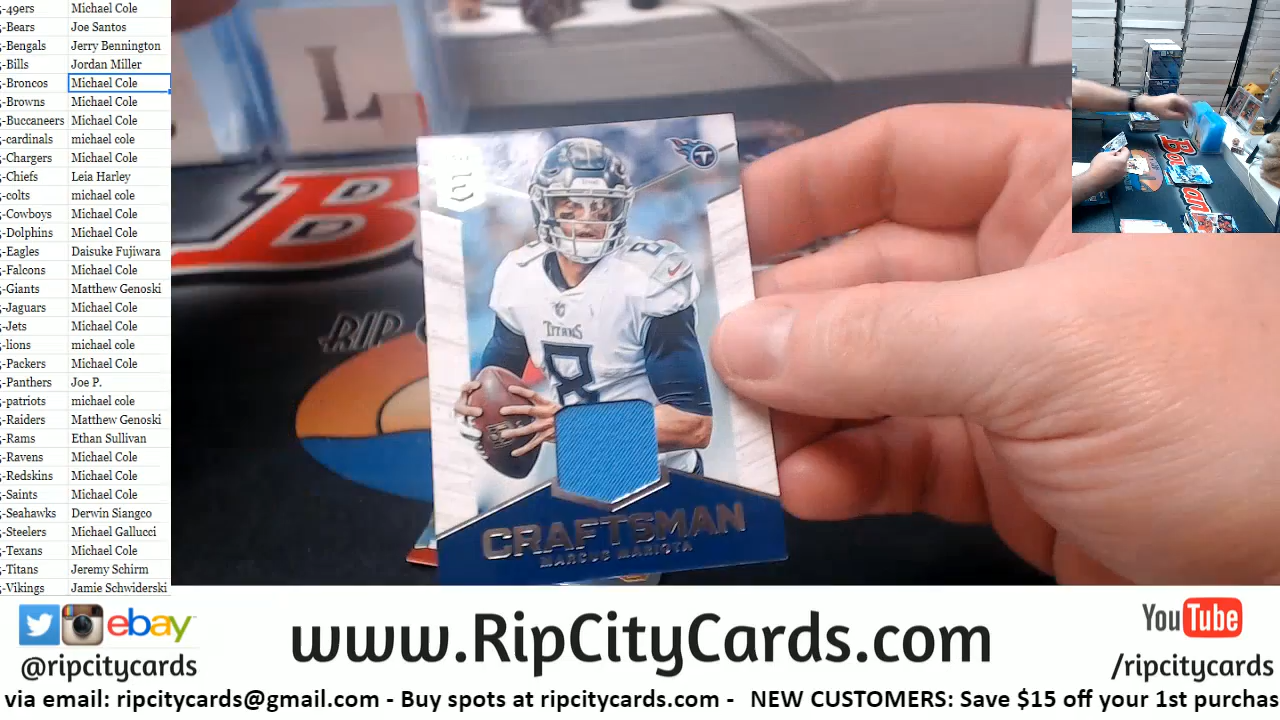 -49ers Michael Cole
-Bears Joe Santos
-Bengals Jerry Bennington
-Bills Jordan Miller
-Broncos Michael Cole
-Browns Michael Cole
-Buccaneers Michael Cole
-cardinals michael cole
-Chargers Michael Cole
-Chiefs Leia Harley
-colts michael cole
-Cowboys Michael Cole
-Dolphins Michael Cole
-Eagles Daisuke Fujiwara
-Falcons Michael Cole
-Giants Matthew Genoski
-Jaguars Michael Cole
-Jets Michael Cole
-lions michael cole
-Packers Michael Cole
-Panthers Joe P.
-patriots michael cole
-Raiders Matthew Genoski
-Rams Ethan Sullivan
-Ravens Michael Cole
-Redskins Michael Cole
-Saints Michael Cole
-Seahawks Derwin Siangco
-Steelers Michael Gallucci
-Texans Michael Cole
-Titans Jeremy Schirm
-Vikings Jamie Schwiderski
L
B
RIP
E
T
8
TITANS
8
CRAFTSMAN
MARCUS MARIOTA
ebay
@ripcitycards
www.RipCityCards.com
YouTube
/ripcitycards
via email: ripcitycards@gmail.com - Buy spots at ripcitycards.com - NEW CUSTOMERS: Save $15 off your 1st purchas